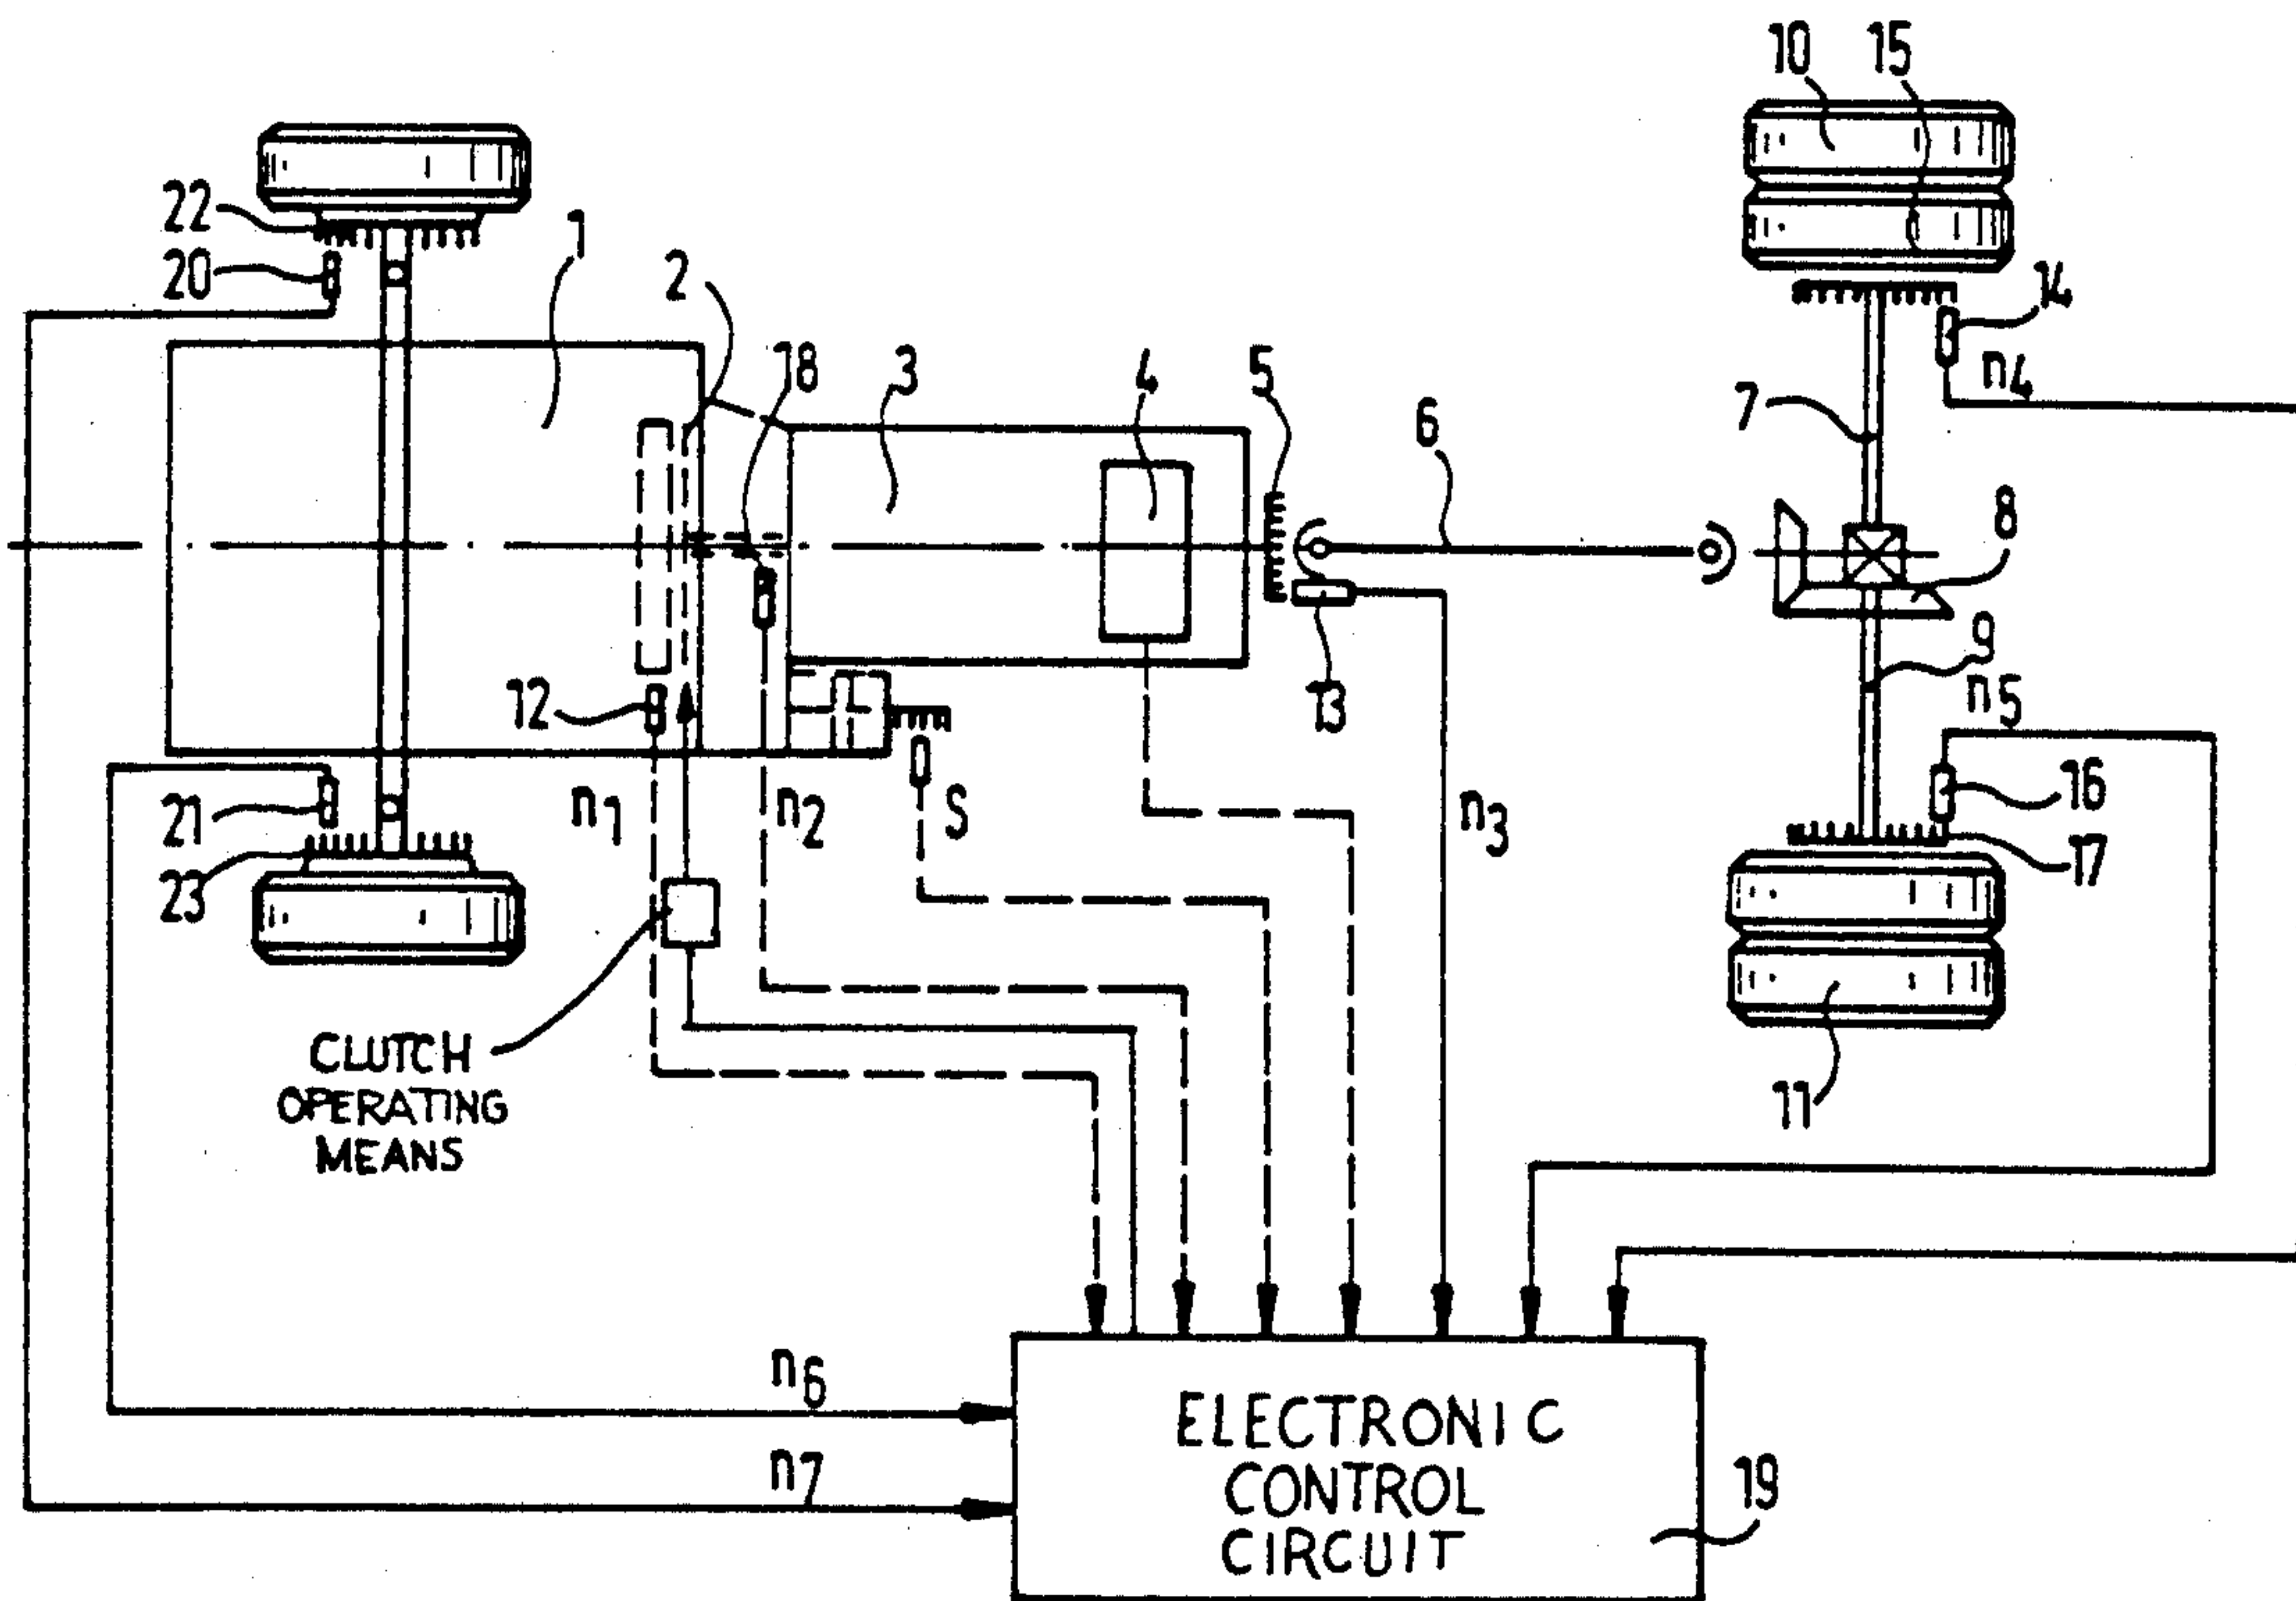 10 15
22
1
20
2
14
18 3 4 5
n4
6
7
8
9
n5
12
13
16
21
n1
n2
S
n3
17
23
CLUTCH
OPERATING
MEANS
11
n6
ELECTRONIC
n7
CONTROL
19
CIRCUIT